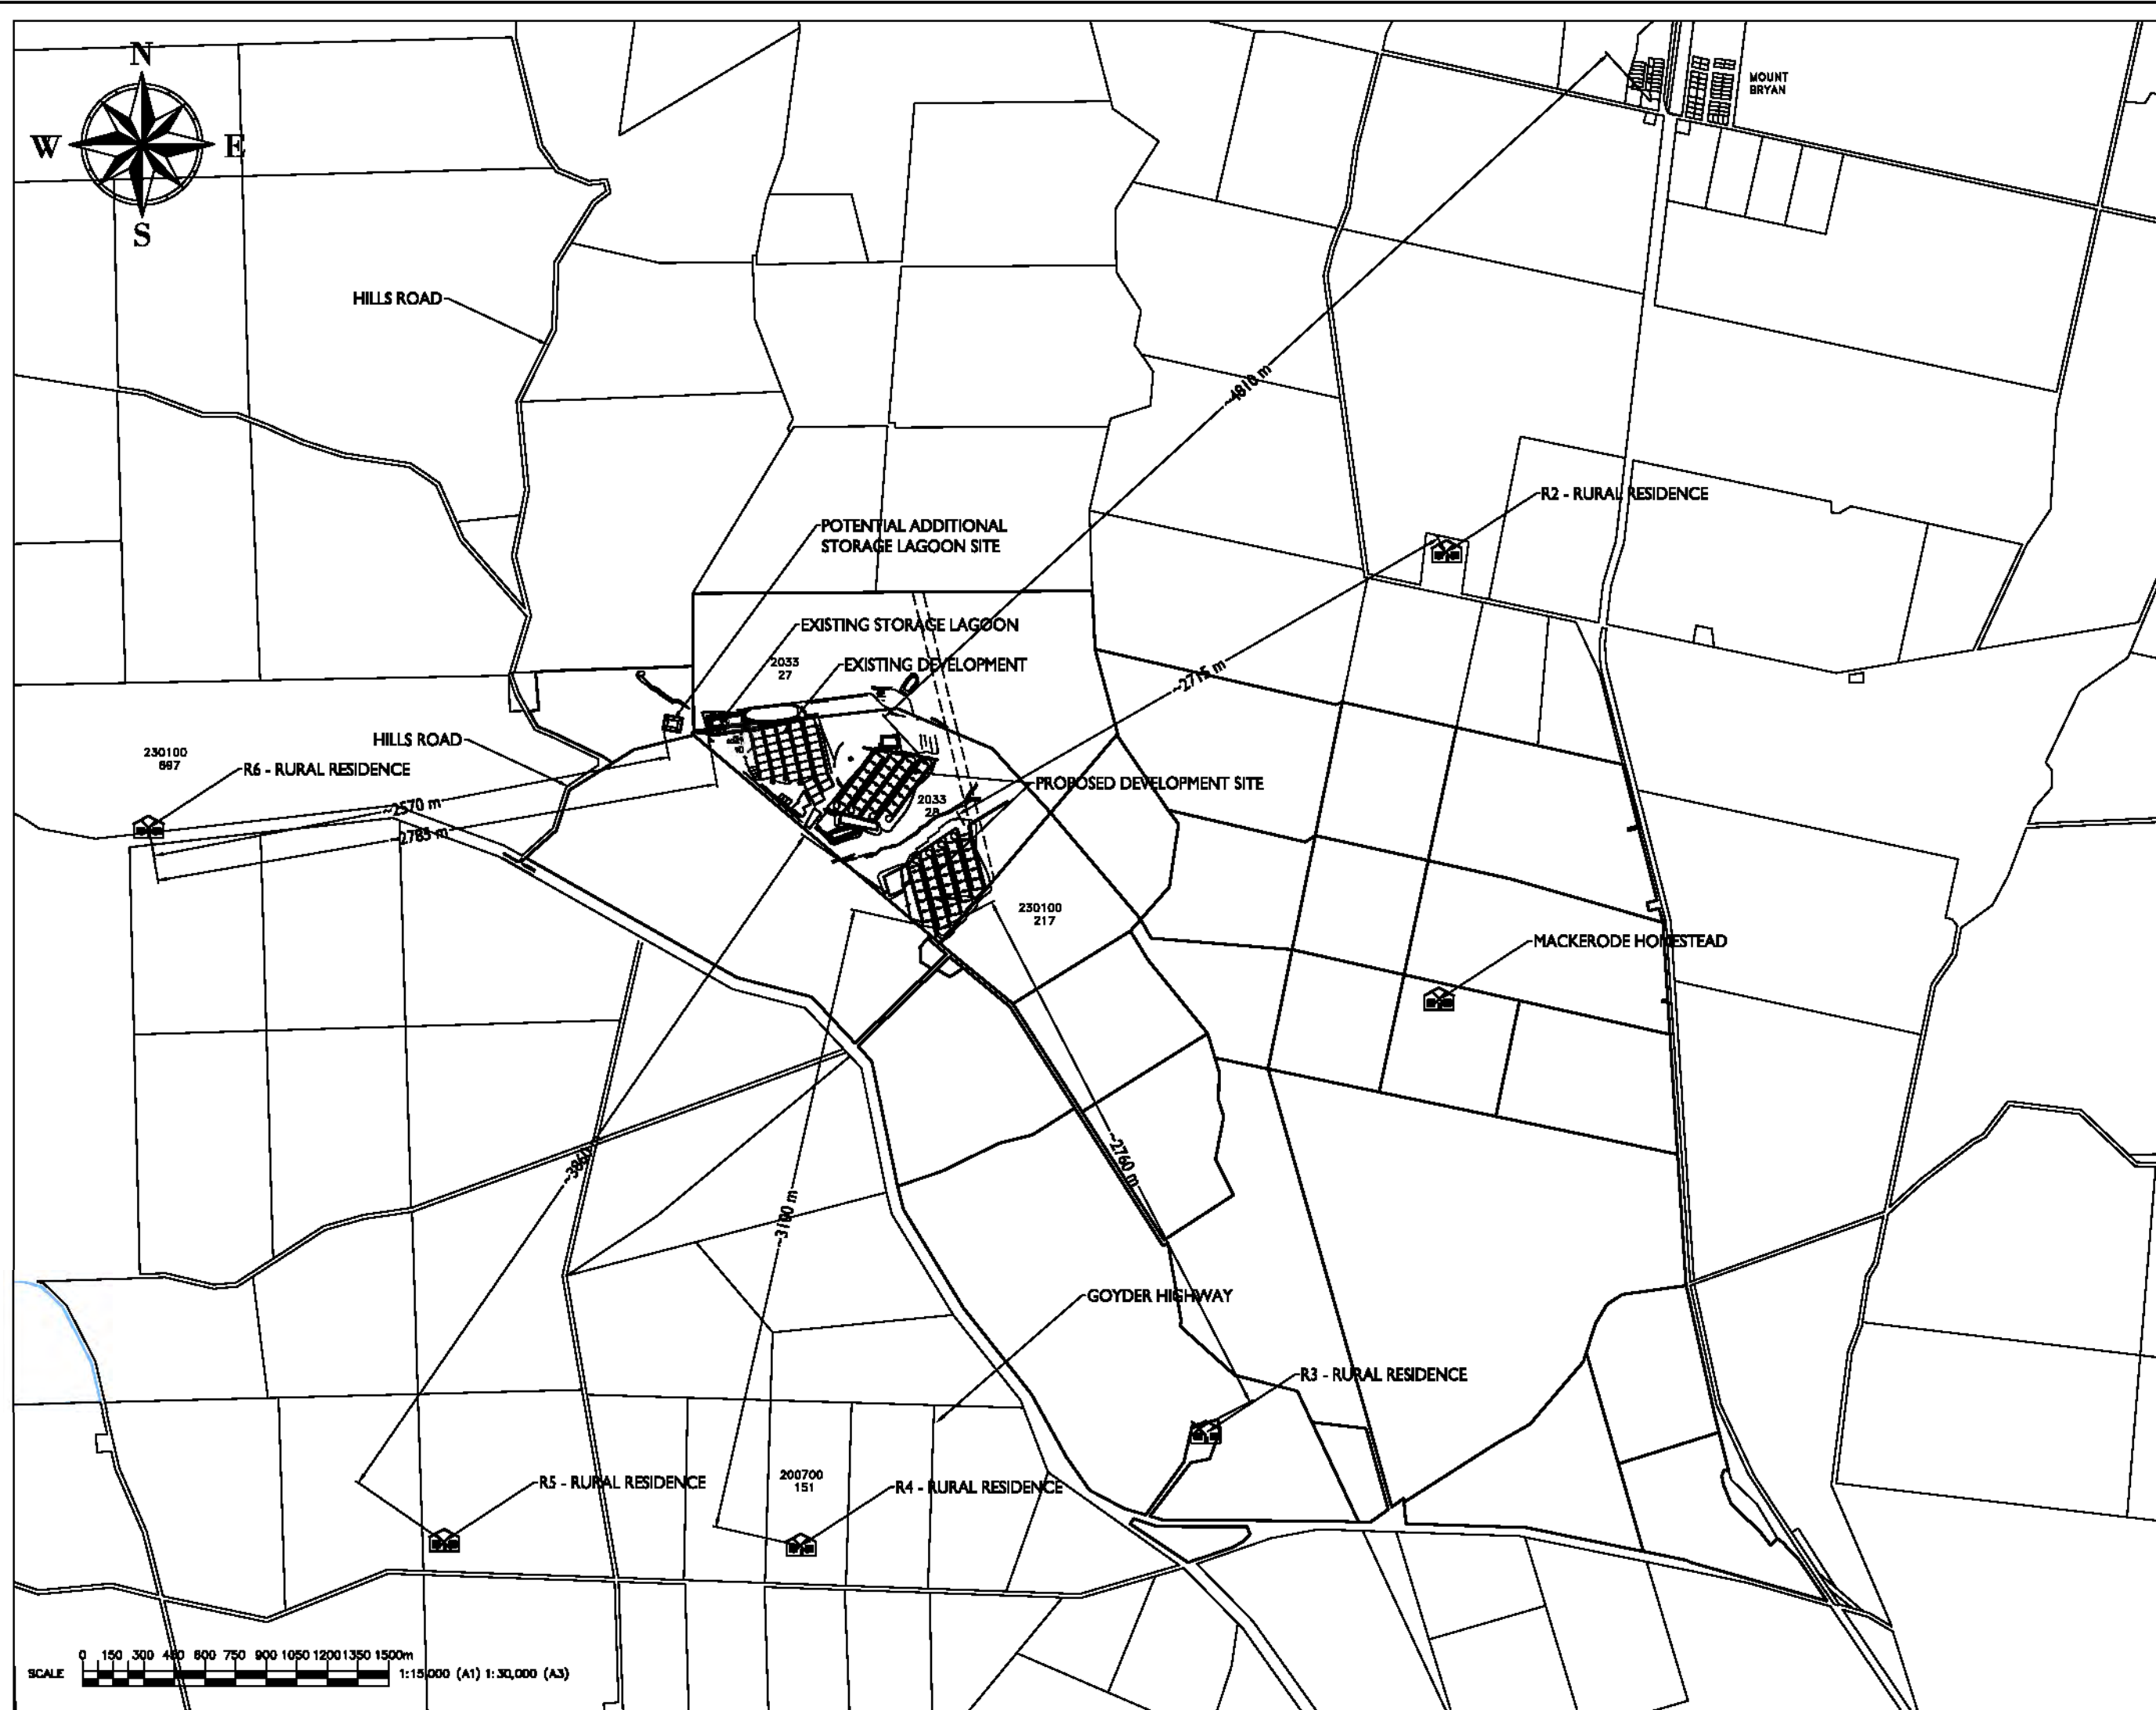 N
MOUNT
BRYAN
W
E
S
HILLS ROAD
~4810 m
R2 - RURAL RESIDENCE
POTENTIAL ADDITIONAL
STORAGE LAGOON SITE
EXISTING STORAGE LAGOON
2033
27
EXISTING DEVELOPMENT
~2715 m
HILLS ROAD
230100
697
R6 - RURAL RESIDENCE
PROPOSED DEVELOPMENT SITE
2033
28
~2570 m
~2785 m
230100
217
MACKERODE HOMESTEAD
~2760 m
~3100 m
GOYDER HIGHWAY
R3 - RURAL RESIDENCE
R5 - RURAL RESIDENCE
200700
151
R4 - RURAL RESIDENCE
0 150 300 450 600 750 900 1050 1200 1350 1500m
SCALE
1:15,000 (A1) 1:30,000 (A3)